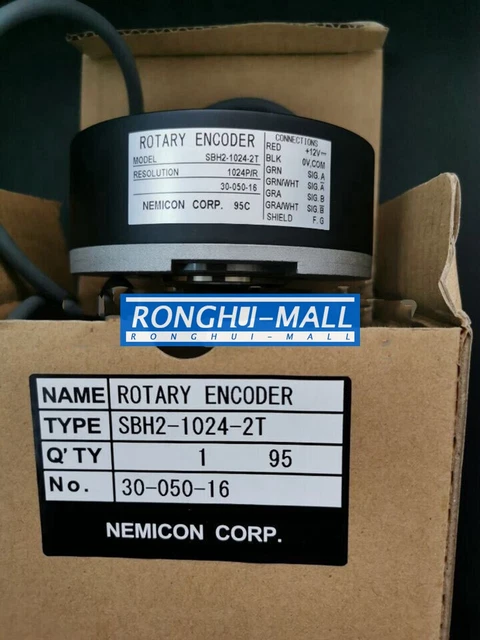 ROTARY ENCODER
MODEL SBH2-1024-2T
RESOLUTION 1024P/R
30-050-16
NEMICON CORP. 95C
CONNECTIONS
RED +12V⎓
BLK 0V,COM
GRN SIG. A
GRN/WHT SIG. A̅
GRA SIG. B
GRA/WHT SIG. B̅
SHIELD F. G
RONGHUI-MALL
RONGHUI-MALL
NAME ROTARY ENCODER
TYPE SBH2-1024-2T
Q'TY 1 95
No. 30-050-16
NEMICON CORP.